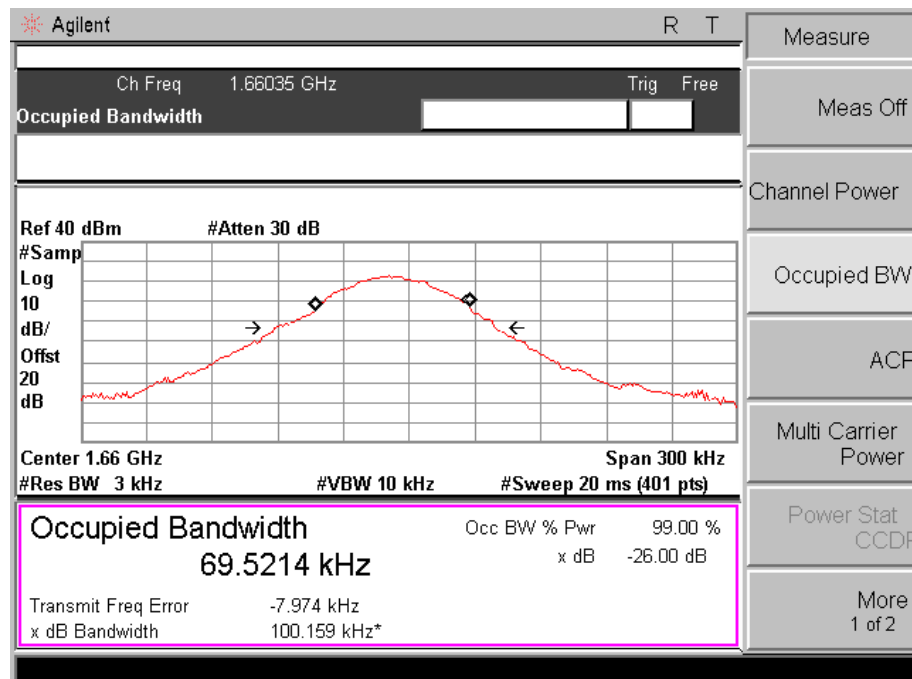 Agilent R T
Measure
Ch Freq 1.66035 GHz Trig Free
Occupied Bandwidth
Meas Off
Channel Power
Ref 40 dBm #Atten 30 dB
#Samp
Log
10
dB/
Offst
20
dB
Occupied BW
ACP
Multi Carrier
Power
Center 1.66 GHz Span 300 kHz
#Res BW 3 kHz #VBW 10 kHz #Sweep 20 ms (401 pts)
Occupied Bandwidth Occ BW % Pwr 99.00 %
69.5214 kHz x dB -26.00 dB
Transmit Freq Error -7.974 kHz
x dB Bandwidth 100.159 kHz*
Power Stat
CCDF
More
1 of 2